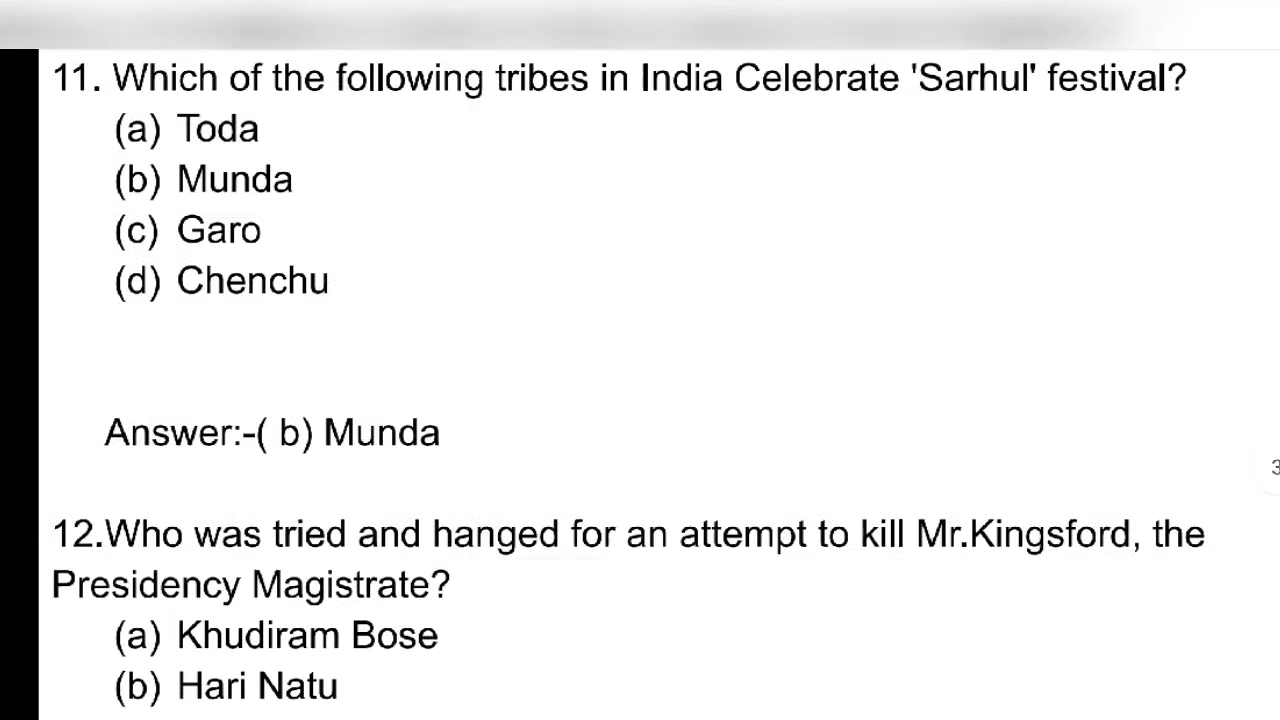 11. Which of the following tribes in India Celebrate 'Sarhul' festival?
(a) Toda
(b) Munda
(c) Garo
(d) Chenchu
Answer:-( b) Munda
3
12.Who was tried and hanged for an attempt to kill Mr.Kingsford, the
Presidency Magistrate?
(a) Khudiram Bose
(b) Hari Natu